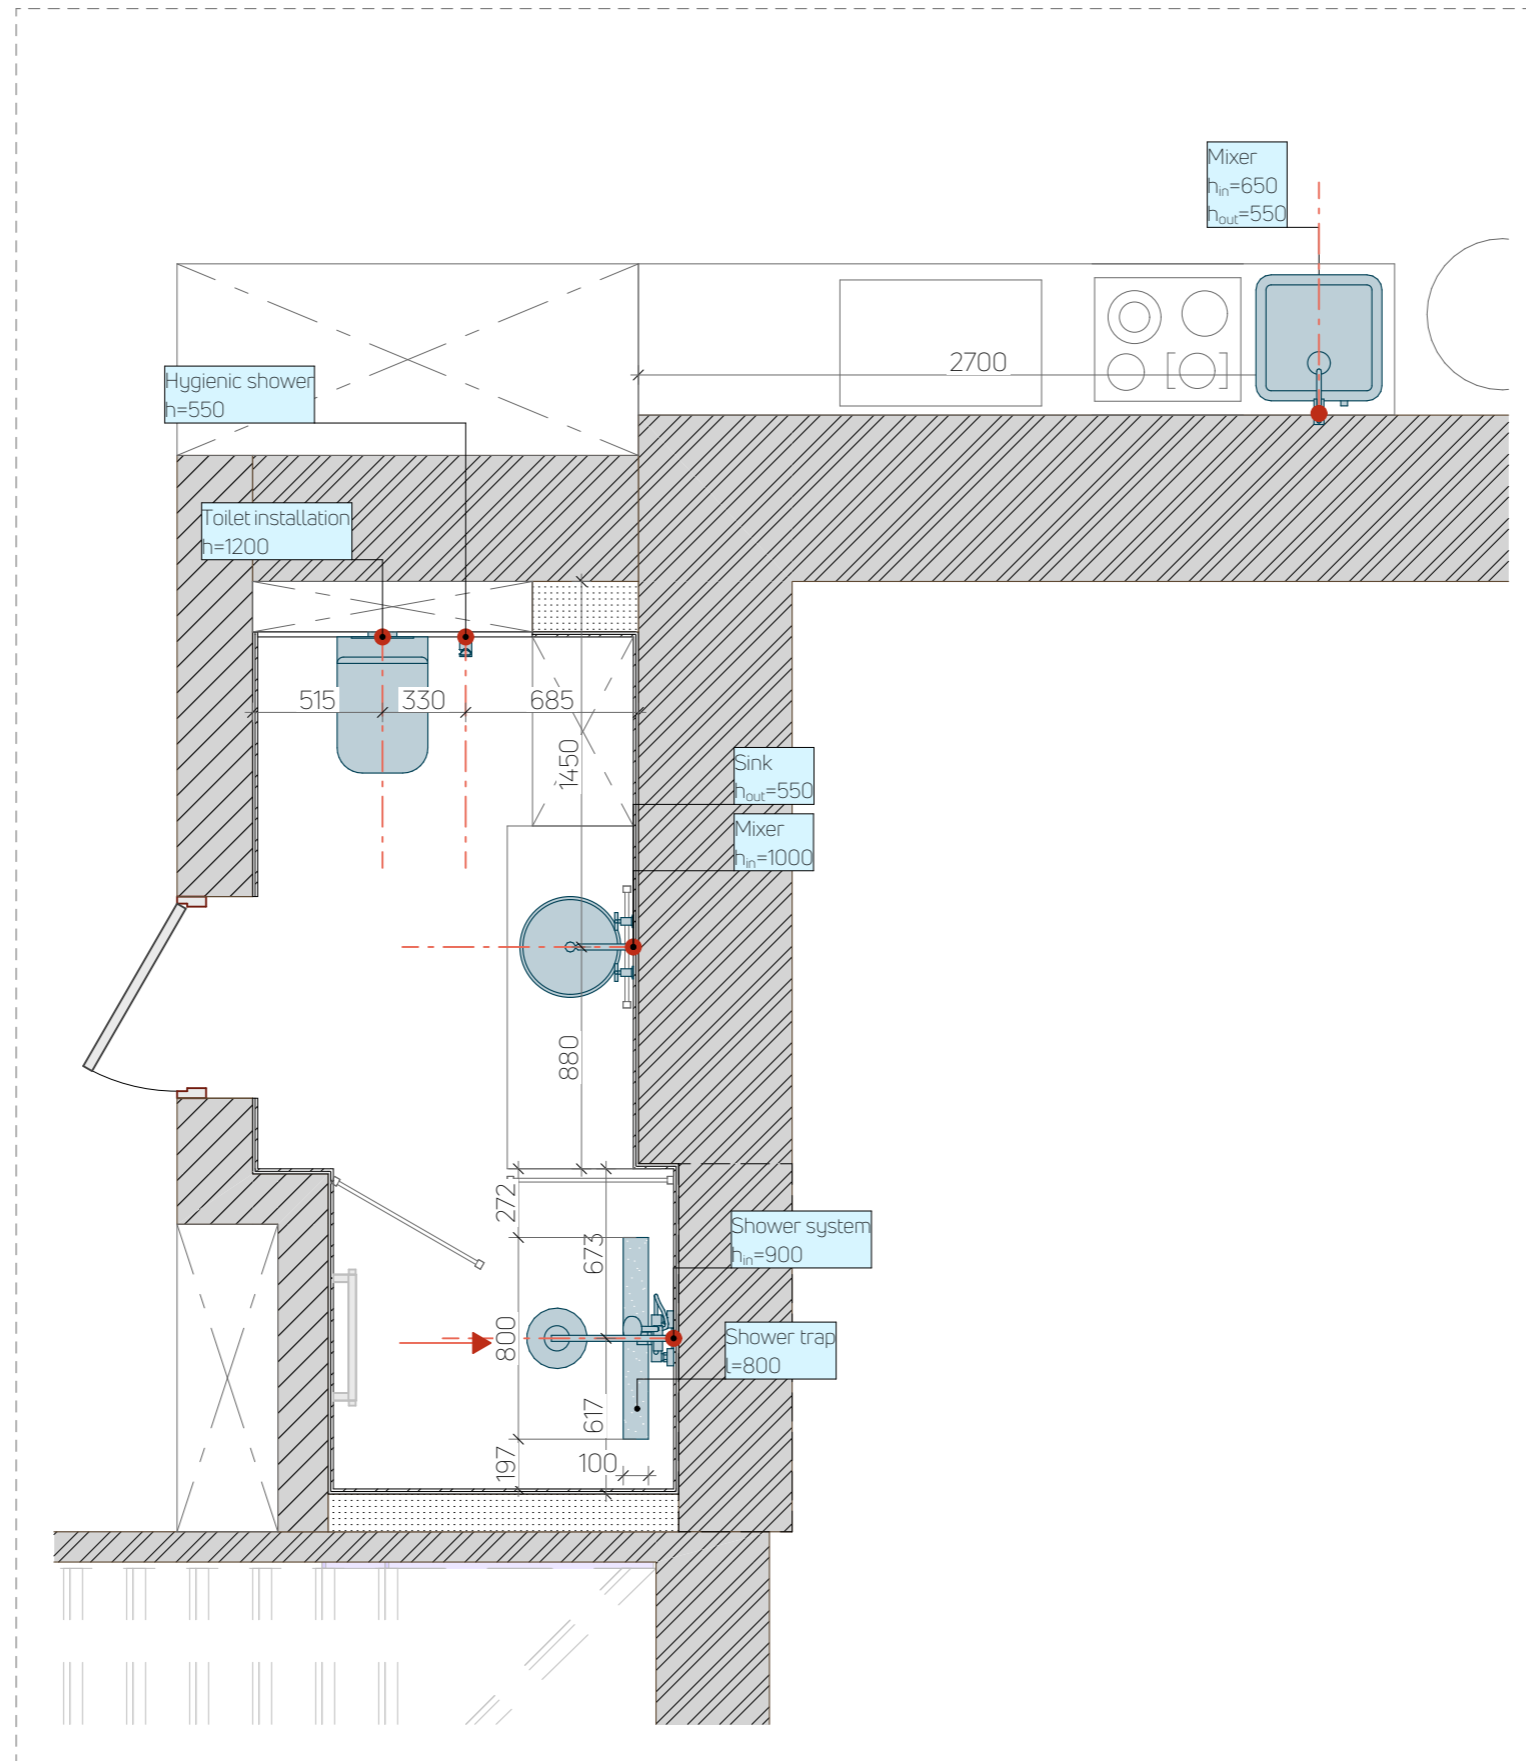 Mixer
hin=650
hout=550
2700
Hygienic shower
h=550
Toilet installation
h=1200
515
330
685
1450
Sink
hout=550
Mixer
hin=1000
880
272
673
Shower system
hin=900
800
Shower trap
l=800
617
197
100